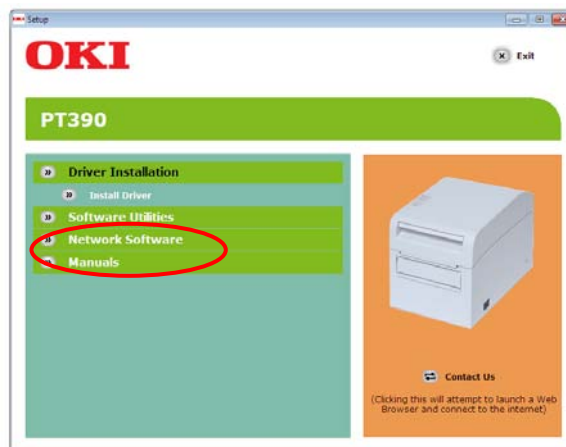 Setup
OKI
Exit
PT390
Driver Installation
Install Driver
Software Utilities
Network Software
Manuals
Contact Us
(Clicking this will attempt to launch a Web
Browser and connect to the internet)